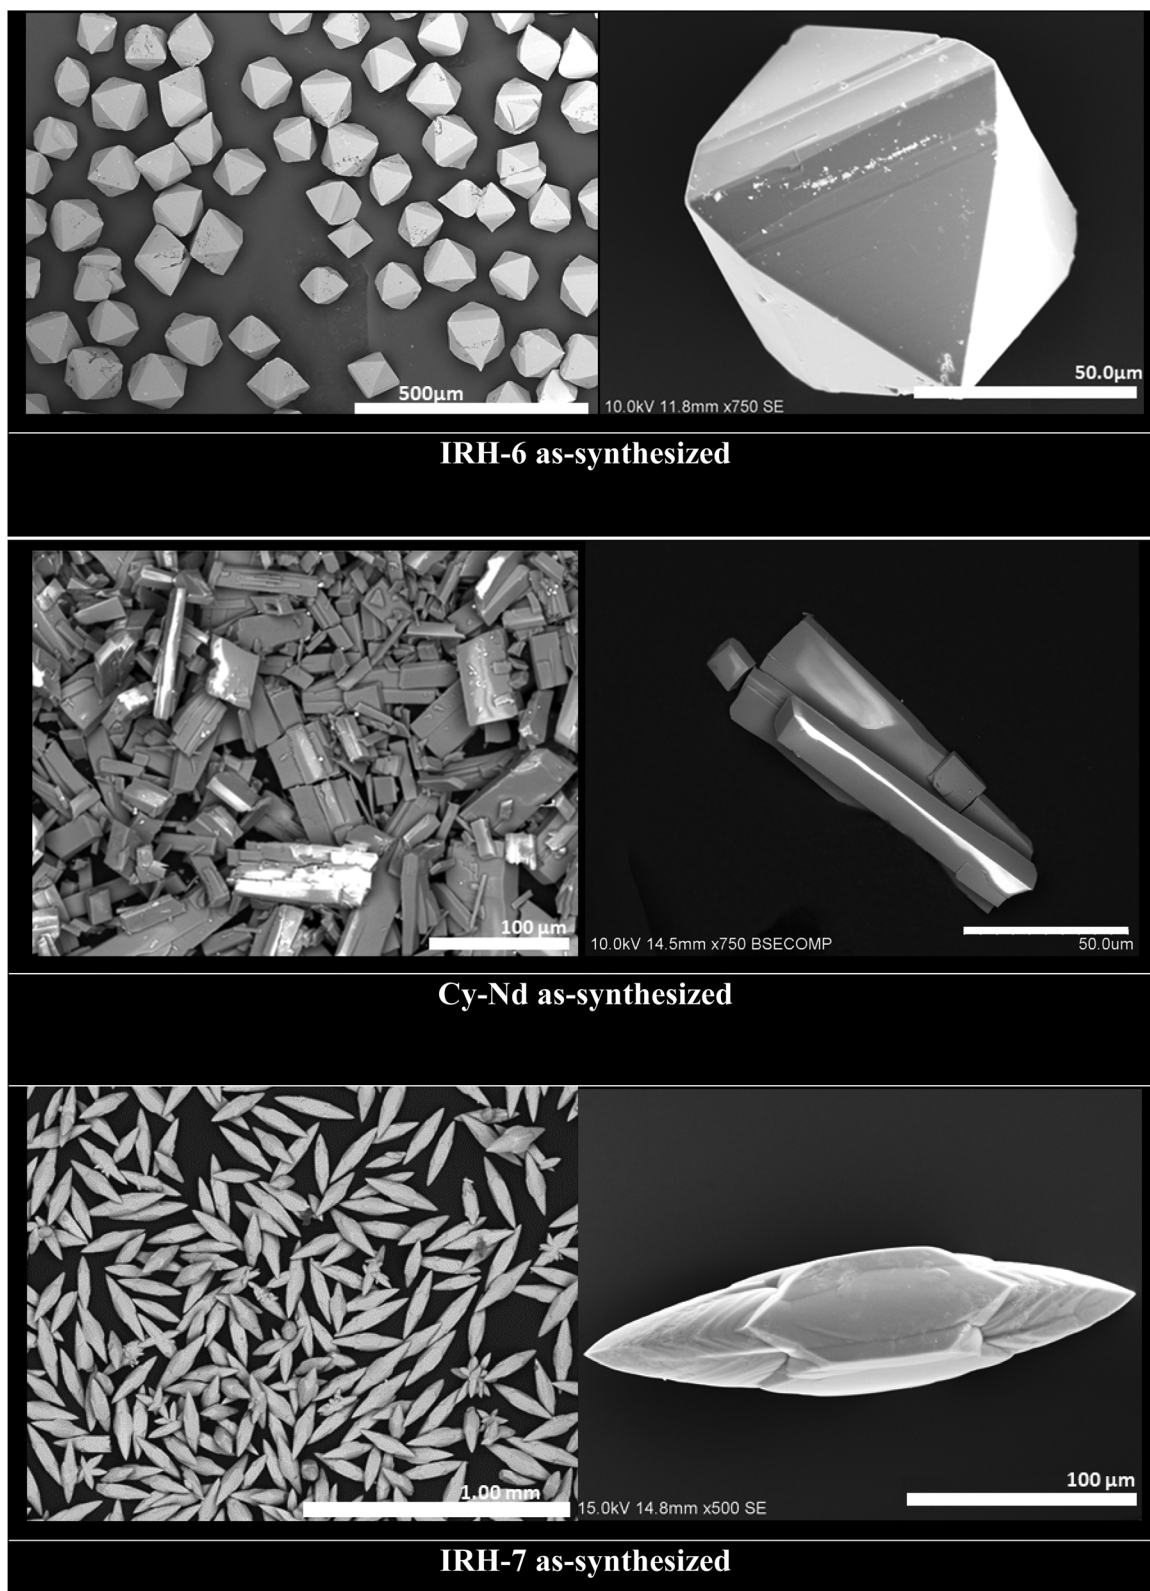 500µm
50.0µm
10.0kV 11.8mm x750 SE
IRH-6 as-synthesized
100 µm
10.0kV 14.5mm x750 BSECOMP
50.0um
Cy-Nd as-synthesized
1.00 mm
15.0kV 14.8mm x500 SE
100 µm
IRH-7 as-synthesized